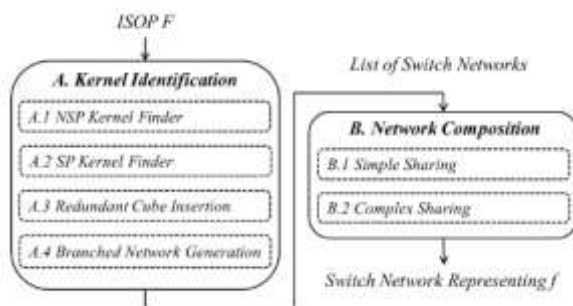 ISOP F
A. Kernel Identification
A.1 NSP Kernel Finder
A.2 SP Kernel Finder
A.3 Redundant Cube Insertion
A.4 Branched Network Generation
List of Switch Networks
B. Network Composition
B.1 Simple Sharing
B.2 Complex Sharing
Switch Network Representing f